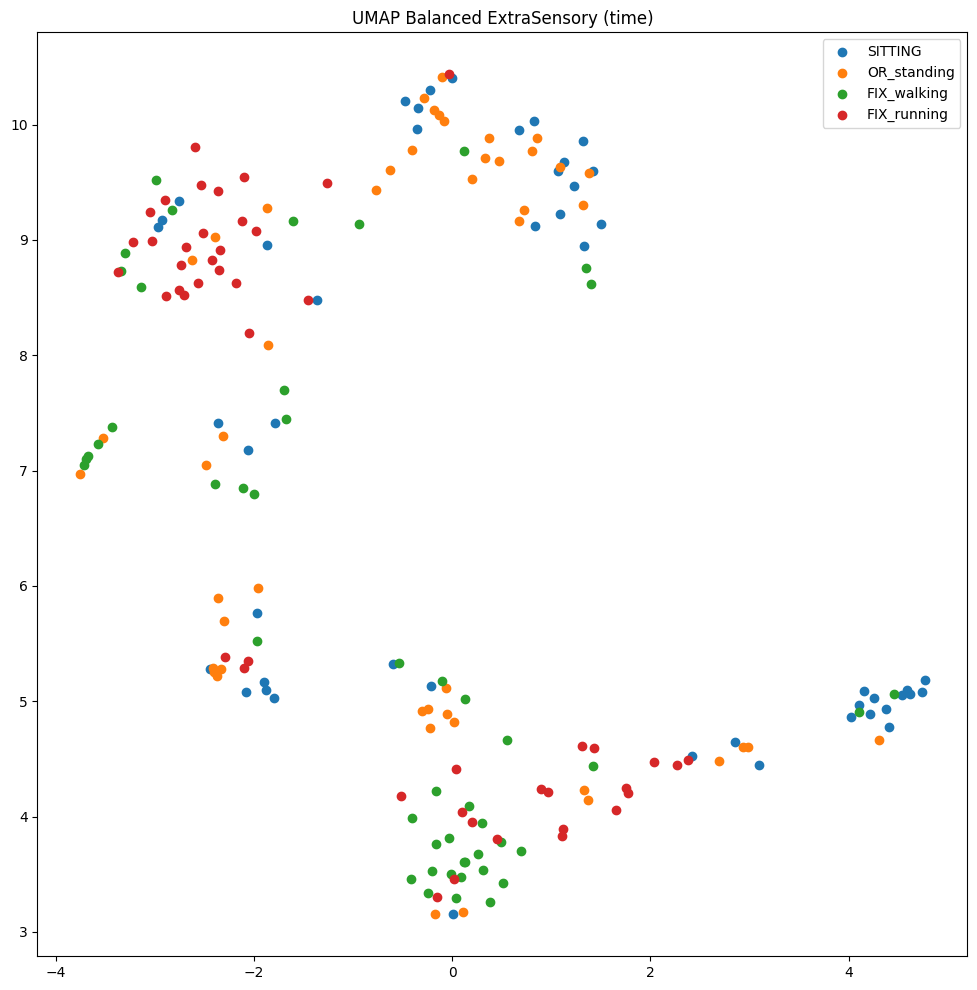 UMAP Balanced ExtraSensory (time)
SITTING
OR_standing
FIX_walking
FIX_running
10
9
8
7
6
5
4
3
−4
−2
0
2
4